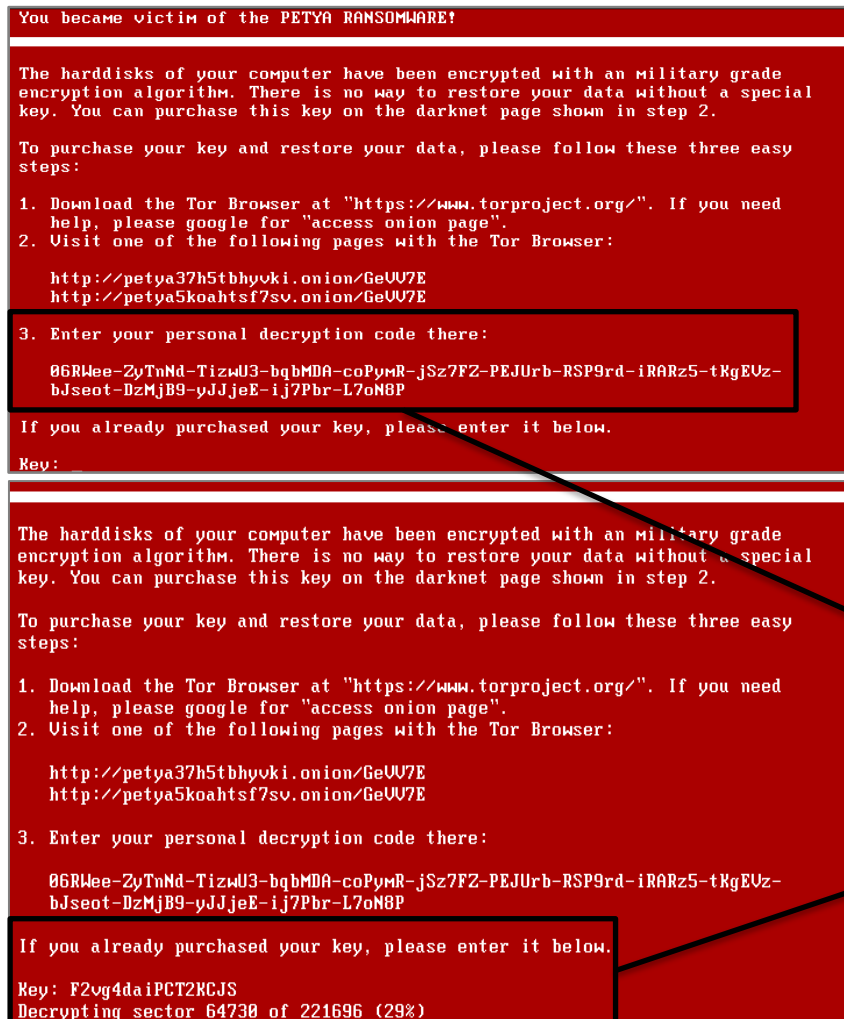 You became victim of the PETYA RANSOMWARE!
The harddisks of your computer have been encrypted with an military grade
encryption algorithm. There is no way to restore your data without a special
key. You can purchase this key on the darknet page shown in step 2.
To purchase your key and restore your data, please follow these three easy
steps:
1. Download the Tor Browser at "https://www.torproject.org/". If you need
help, please google for "access onion page".
2. Visit one of the following pages with the Tor Browser:
http://petya37h5tbhyvki.onion/GeVV7E
http://petya5koahtsf7sv.onion/GeVV7E
3. Enter your personal decryption code there:
06RWee-ZyTnNd-TizwU3-bqbMDA-coPymR-jSz7FZ-PEJUrb-RSP9rd-iRARz5-tKgEVz-
bJseot-DzMjB9-yJJjeE-ij7Pbr-L7oN8P
If you already purchased your key, please enter it below.
Key: _
The harddisks of your computer have been encrypted with an military grade
encryption algorithm. There is no way to restore your data without a special
key. You can purchase this key on the darknet page shown in step 2.
To purchase your key and restore your data, please follow these three easy
steps:
1. Download the Tor Browser at "https://www.torproject.org/". If you need
help, please google for "access onion page".
2. Visit one of the following pages with the Tor Browser:
http://petya37h5tbhyvki.onion/GeVV7E
http://petya5koahtsf7sv.onion/GeVV7E
3. Enter your personal decryption code there:
06RWee-ZyTnNd-TizwU3-bqbMDA-coPymR-jSz7FZ-PEJUrb-RSP9rd-iRARz5-tKgEVz-
bJseot-DzMjB9-yJJjeE-ij7Pbr-L7oN8P
If you already purchased your key, please enter it below.
Key: F2vg4daiPCT2KCJS
Decrypting sector 64730 of 221696 (29%)